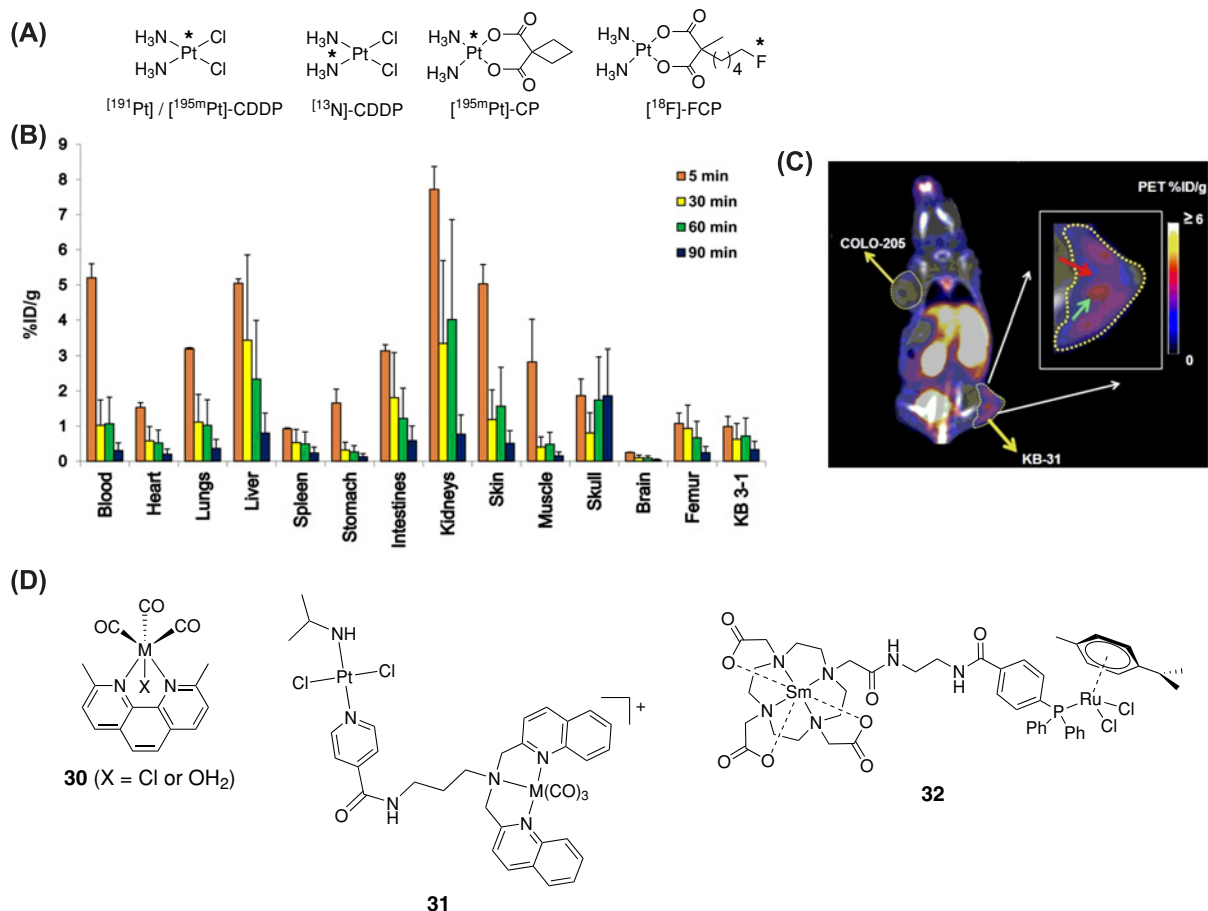 (A)
* H₃N H₃N Pt Cl Cl
H₃N * H₃N Pt Cl Cl
H₃N H₃N * Pt O O O O
H₃N H₃N Pt O O O O 4 F *
[¹⁹¹Pt] / [¹⁹⁵ᵐPt]-CDDP
[¹³N]-CDDP
[¹⁹⁵ᵐPt]-CP
[¹⁸F]-FCP
(B)
%ID/g
9
8
7
6
5
4
3
2
1
0
5 min
30 min
60 min
90 min
Blood
Heart
Lungs
Liver
Spleen
Stomach
Intestines
Kidneys
Skin
Muscle
Skull
Brain
Femur
KB 3-1
(C)
PET %ID/g
≥ 6
0
COLO-205
KB-31
(D)
CO
OC CO
M
X
N N
30 (X = Cl or OH₂)
NH
Cl
Pt
Cl
N
O
N
H
N
N
M(CO)₃
N
+
31
O
O
N
N
O
H
N
N
H
O
Sm
N
N
O
O
O
O
P
Ph
Ph
Ru
Cl
Cl
32